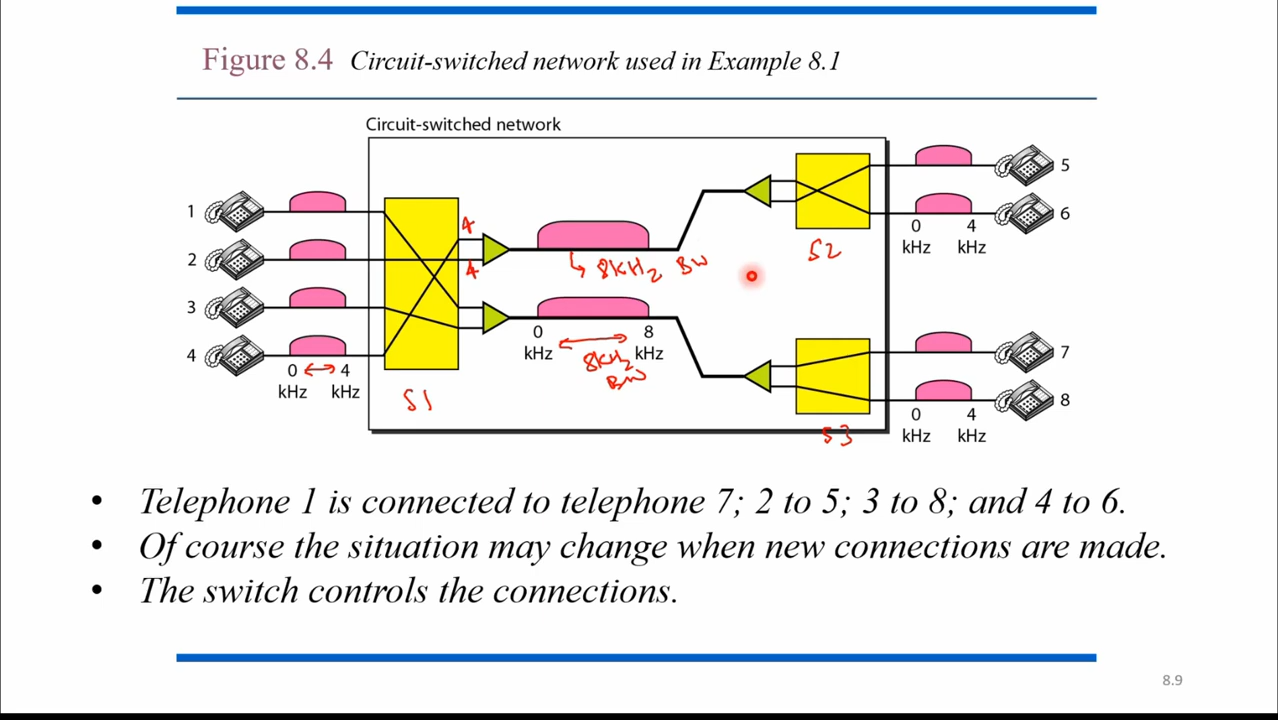 Figure 8.4 Circuit-switched network used in Example 8.1
Circuit-switched network
1
2
3
4
0 4
kHz kHz
S1
4
4
8kHz BW
0 8
kHz kHz
8kHz
BW
S2
S3
5
6
0 4
kHz kHz
7
8
0 4
kHz kHz
• Telephone 1 is connected to telephone 7; 2 to 5; 3 to 8; and 4 to 6.
• Of course the situation may change when new connections are made.
• The switch controls the connections.
8.9